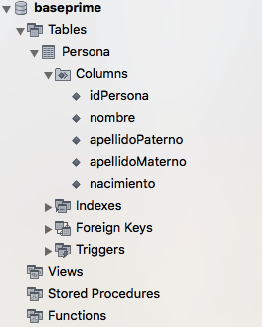 baseprime
Tables
Persona
Columns
idPersona
nombre
apellidoPaterno
apellidoMaterno
nacimiento
Indexes
Foreign Keys
Triggers
Views
Stored Procedures
Functions